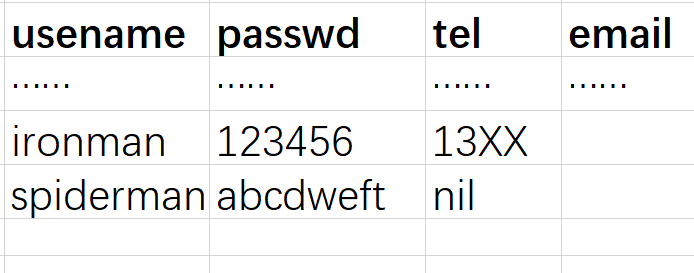 usename passwd tel email
…… …… …… ……
ironman 123456 13XX
spiderman abcdweft nil